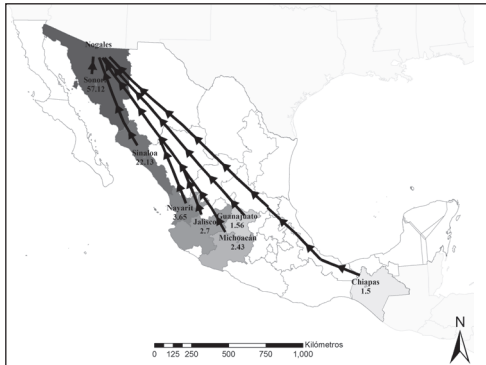 Nogales
Sonora
57.12
Sinaloa
22.13
Nayarit
3.65
Jalisco
2.7
Guanajuato
1.56
Michoacán
2.43
Chiapas
1.5
N
Kilómetros
0 125 250 500 750 1,000